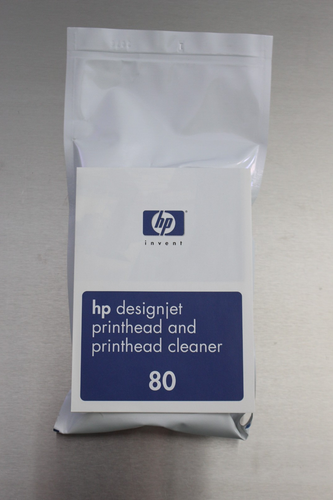 hp
invent
hp designjet
printhead and
printhead cleaner
80